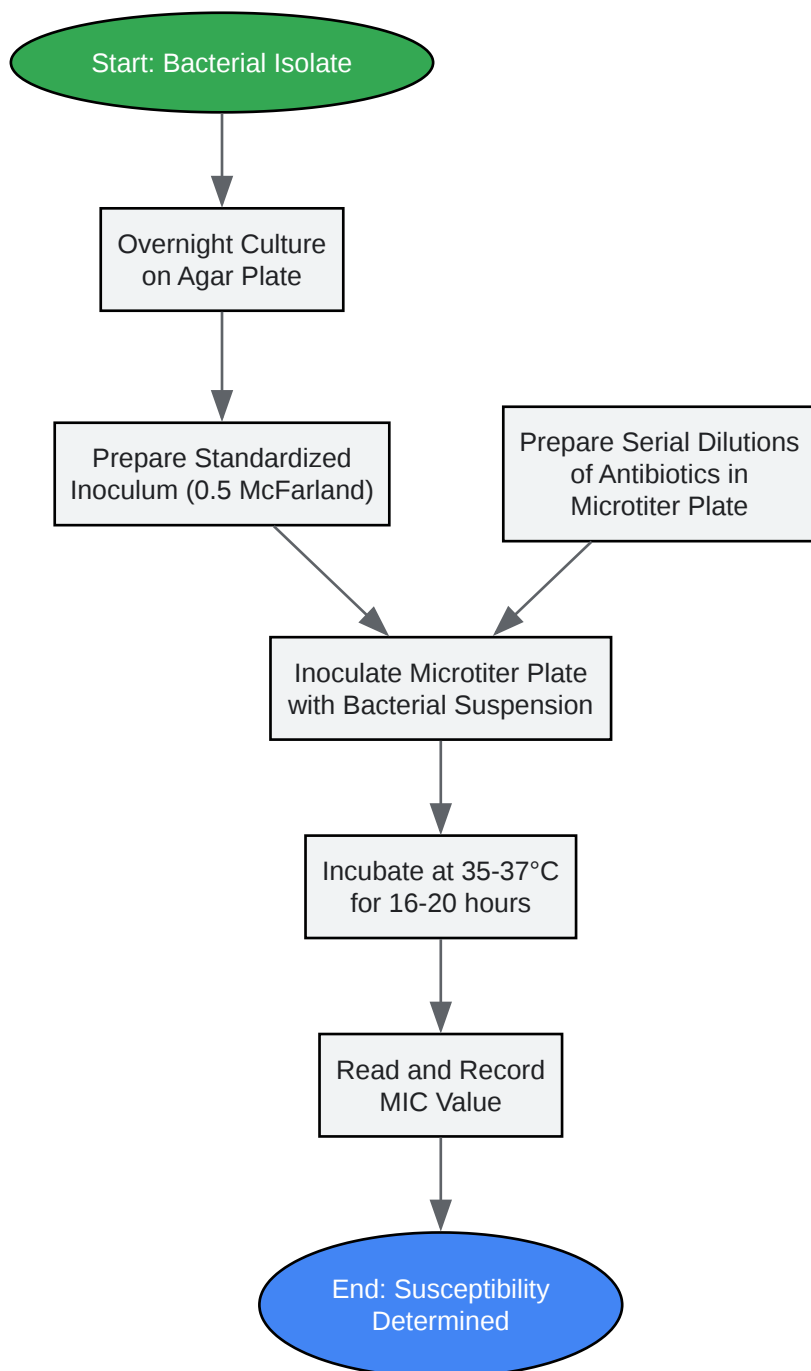 Start: Bacterial Isolate
Overnight Culture
on Agar Plate
Prepare Standardized
Inoculum (0.5 McFarland)
Prepare Serial Dilutions
of Antibiotics in
Microtiter Plate
Inoculate Microtiter Plate
with Bacterial Suspension
Incubate at 35-37°C
for 16-20 hours
Read and Record
MIC Value
End: Susceptibility
Determined